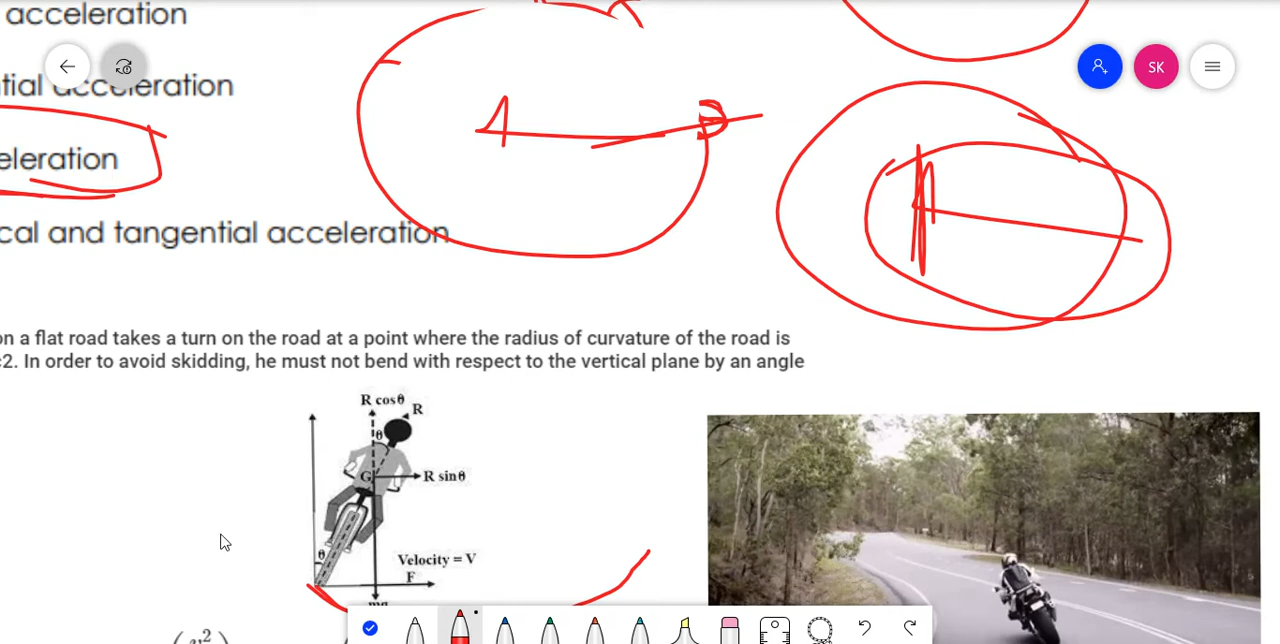 acceleration
tial acceleration
eleration
cal and tangential acceleration
SK
on a flat road takes a turn on the road at a point where the radius of curvature of the road is
2. In order to avoid skidding, he must not bend with respect to the vertical plane by an angle
R cosθ
R
θ
G
R sinθ
θ
Velocity = V
F